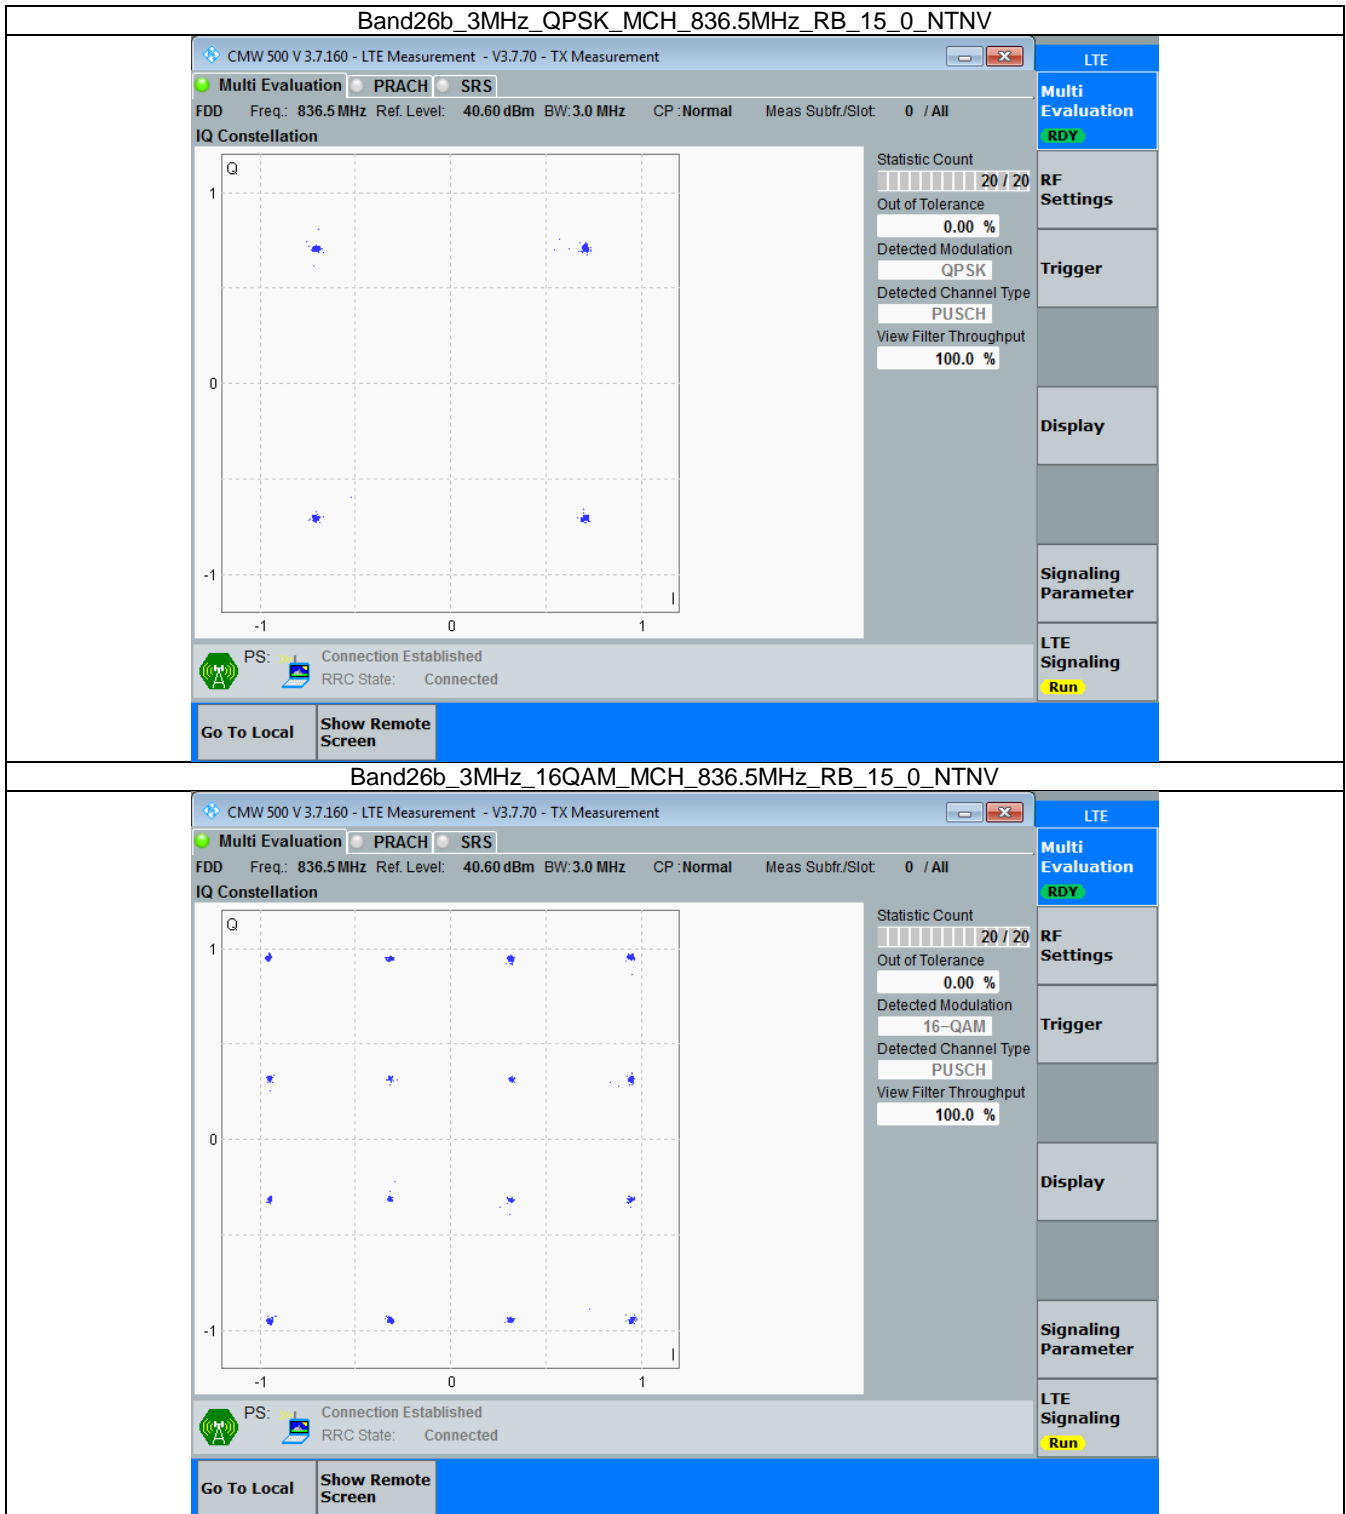 Band26b_3MHz_QPSK_MCH_836.5MHz_RB_15_0_NTNV
CMW 500 V 3.7.160 - LTE Measurement - V3.7.70 - TX Measurement
LTE
Multi Evaluation PRACH SRS
Multi
Evaluation
RDY
FDD Freq.: 836.5 MHz Ref. Level: 40.60 dBm BW: 3.0 MHz CP : Normal Meas Subfr./Slot: 0 / All
IQ Constellation
Q
1
0
-1
I
-1 0 1
Statistic Count
20 / 20
Out of Tolerance
0.00 %
Detected Modulation
QPSK
Detected Channel Type
PUSCH
View Filter Throughput
100.0 %
RF
Settings
Trigger
Display
Signaling
Parameter
LTE
Signaling
Run
PS: Connection Established
RRC State: Connected
Go To Local
Show Remote
Screen
Band26b_3MHz_16QAM_MCH_836.5MHz_RB_15_0_NTNV
CMW 500 V 3.7.160 - LTE Measurement - V3.7.70 - TX Measurement
LTE
Multi Evaluation PRACH SRS
Multi
Evaluation
RDY
FDD Freq.: 836.5 MHz Ref. Level: 40.60 dBm BW: 3.0 MHz CP : Normal Meas Subfr./Slot: 0 / All
IQ Constellation
Q
1
0
-1
I
-1 0 1
Statistic Count
20 / 20
Out of Tolerance
0.00 %
Detected Modulation
16-QAM
Detected Channel Type
PUSCH
View Filter Throughput
100.0 %
RF
Settings
Trigger
Display
Signaling
Parameter
LTE
Signaling
Run
PS: Connection Established
RRC State: Connected
Go To Local
Show Remote
Screen